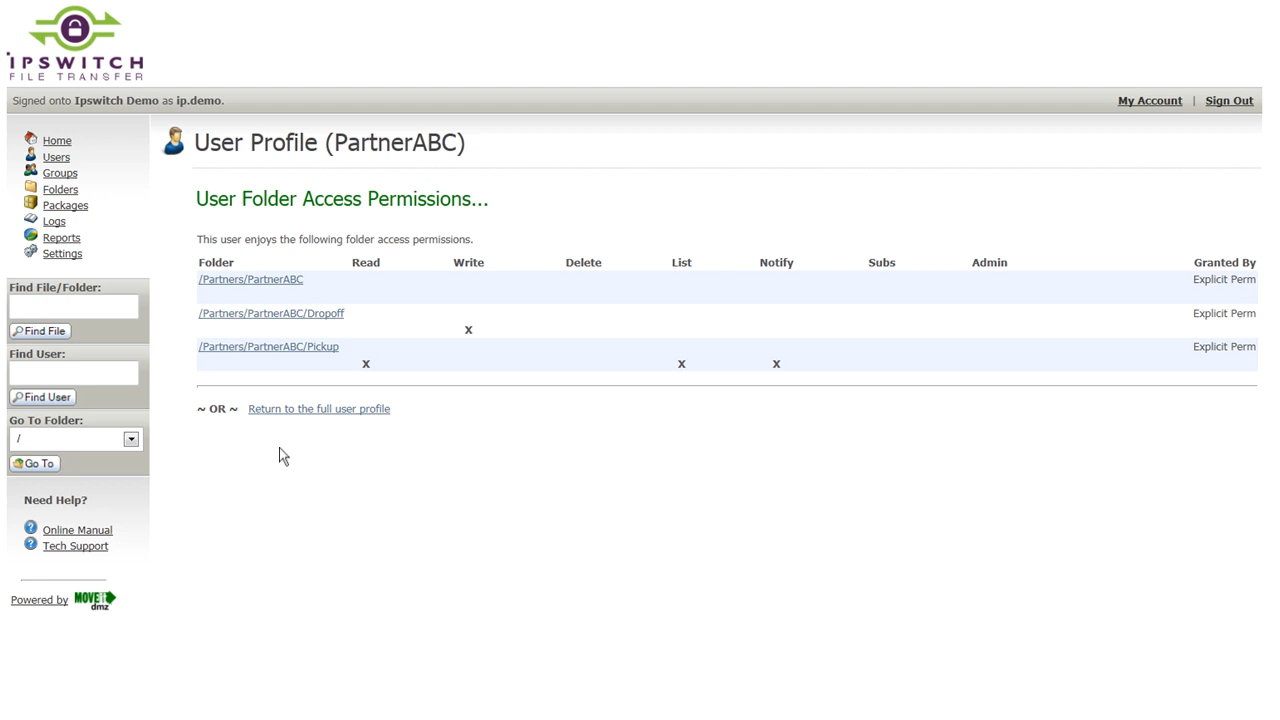 IPSWITCH
FILE TRANSFER
Signed onto Ipswitch Demo as ip.demo.
My Account | Sign Out
Home
Users
Groups
Folders
Packages
Logs
Reports
Settings
Find File/Folder:
Find File
Find User:
Find User
Go To Folder:
/
Go To
Need Help?
Online Manual
Tech Support
Powered by MOVEit dmz
User Profile (PartnerABC)
User Folder Access Permissions...
This user enjoys the following folder access permissions.
Folder Read Write Delete List Notify Subs Admin Granted By
/Partners/PartnerABC Explicit Perm
/Partners/PartnerABC/Dropoff Explicit Perm
X
/Partners/PartnerABC/Pickup Explicit Perm
X X X
~ OR ~ Return to the full user profile